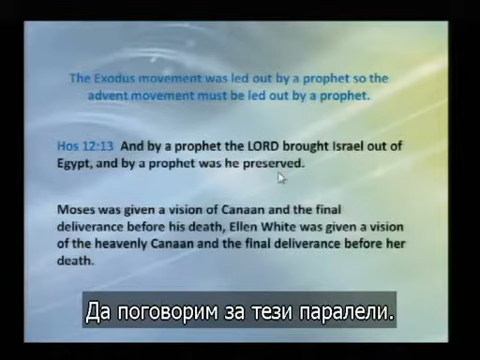 The Exodus movement was led out by a prophet so the
advent movement must be led out by a prophet.
Hos 12:13 And by a prophet the LORD brought Israel out of
Egypt, and by a prophet was he preserved.
Moses was given a vision of Canaan and the final
deliverance before his death, Ellen White was given a vision
of the heavenly Canaan and the final deliverance before her
death.
Да поговорим за тези паралели.